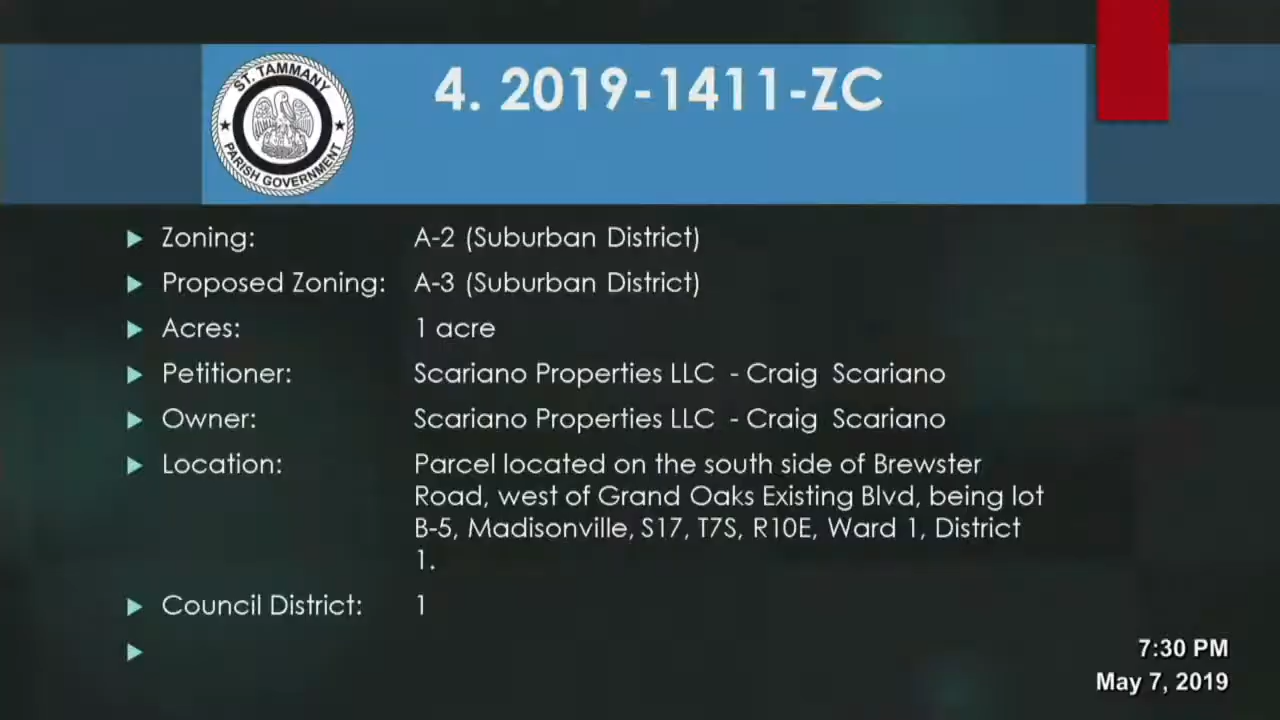 ST. TAMMANY
PARISH GOVERNMENT
4. 2019-1411-ZC
Zoning: A-2 (Suburban District)
Proposed Zoning: A-3 (Suburban District)
Acres: 1 acre
Petitioner: Scariano Properties LLC - Craig Scariano
Owner: Scariano Properties LLC - Craig Scariano
Location: Parcel located on the south side of Brewster
Road, west of Grand Oaks Existing Blvd, being lot
B-5, Madisonville, S17, T7S, R10E, Ward 1, District
1.
Council District: 1
7:30 PM
May 7, 2019